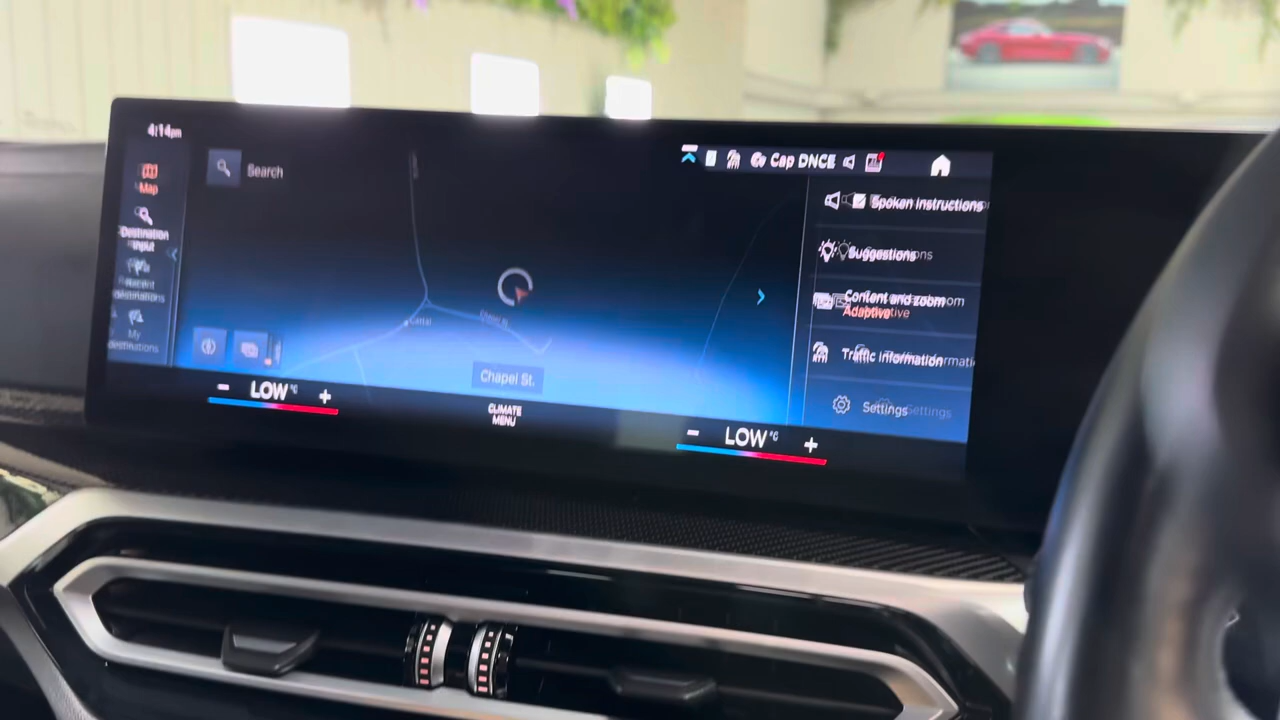 4:14pm
Map
Destination
input
Recent
destinations
My
destinations
Search
Cap DNCE
Spoken instructions
Suggestions
Content and zoom
Adaptive
Traffic information
Settings
Chapel St.
- LOW °C +
CLIMATE
MENU
- LOW °C +